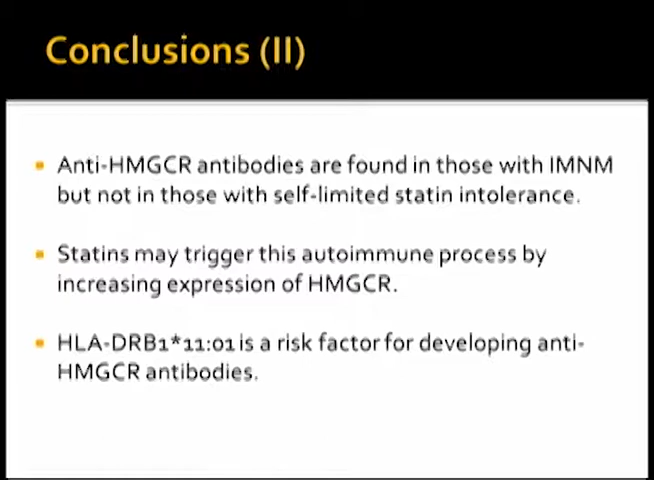 Conclusions (II)
Anti-HMGCR antibodies are found in those with IMNM
but not in those with self-limited statin intolerance.
Statins may trigger this autoimmune process by
increasing expression of HMGCR.
HLA-DRB1*11:01 is a risk factor for developing anti-
HMGCR antibodies.